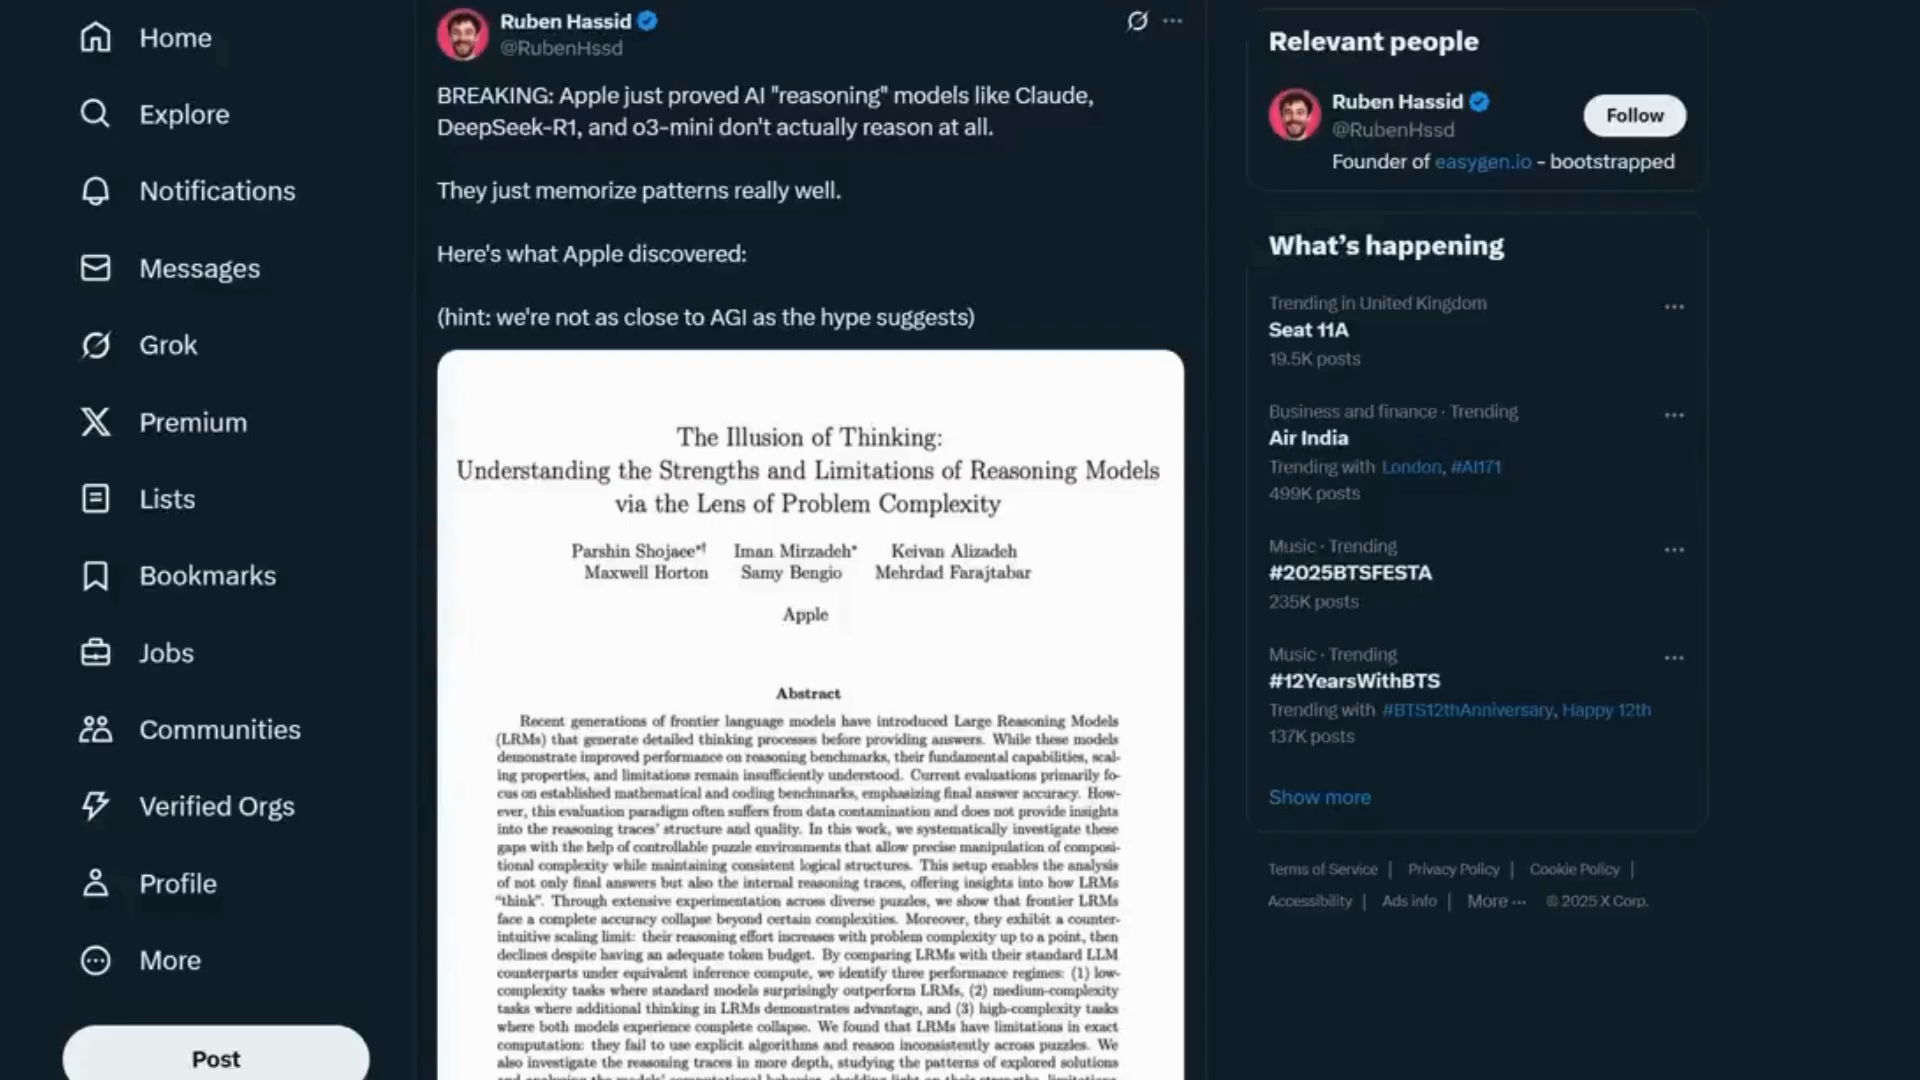 Home
Explore
Notifications
Messages
Grok
Premium
Lists
Bookmarks
Jobs
Communities
Verified Orgs
Profile
More
Post
Ruben Hassid
@RubenHssd
BREAKING: Apple just proved AI "reasoning" models like Claude,
DeepSeek-R1, and o3-mini don't actually reason at all.
They just memorize patterns really well.
Here's what Apple discovered:
(hint: we're not as close to AGI as the hype suggests)
The Illusion of Thinking:
Understanding the Strengths and Limitations of Reasoning Models
via the Lens of Problem Complexity
Parshin Shojaee*† Iman Mirzadeh* Keivan Alizadeh
Maxwell Horton Samy Bengio Mehrdad Farajtabar
Apple
Abstract
Recent generations of frontier language models have introduced Large Reasoning Models
(LRMs) that generate detailed thinking processes before providing answers. While these models
demonstrate improved performance on reasoning benchmarks, their fundamental capabilities, scal-
ing properties, and limitations remain insufficiently understood. Current evaluations primarily fo-
cus on established mathematical and coding benchmarks, emphasizing final answer accuracy. How-
ever, this evaluation paradigm often suffers from data contamination and does not provide insights
into the reasoning traces' structure and quality. In this work, we systematically investigate these
gaps with the help of controllable puzzle environments that allow precise manipulation of composi-
tional complexity while maintaining consistent logical structures. This setup enables the analysis
of not only final answers but also the internal reasoning traces, offering insights into how LRMs
"think". Through extensive experimentation across diverse puzzles, we show that frontier LRMs
face a complete accuracy collapse beyond certain complexities. Moreover, they exhibit a counter-
intuitive scaling limit: their reasoning effort increases with problem complexity up to a point, then
declines despite having an adequate token budget. By comparing LRMs with their standard LLM
counterparts under equivalent inference compute, we identify three performance regimes: (1) low-
complexity tasks where standard models surprisingly outperform LRMs, (2) medium-complexity
tasks where additional thinking in LRMs demonstrates advantage, and (3) high-complexity tasks
where both models experience complete collapse. We found that LRMs have limitations in exact
computation: they fail to use explicit algorithms and reason inconsistently across puzzles. We
also investigate the reasoning traces in more depth, studying the patterns of explored solutions
Relevant people
Ruben Hassid
@RubenHssd
Follow
Founder of easygen.io - bootstrapped
What's happening
Trending in United Kingdom
Seat 11A
19.5K posts
Business and finance · Trending
Air India
Trending with London, #AI171
499K posts
Music · Trending
#2025BTSFESTA
235K posts
Music · Trending
#12YearsWithBTS
Trending with #BTS12thAnniversary, Happy 12th
137K posts
Show more
Terms of Service | Privacy Policy | Cookie Policy |
Accessibility | Ads info | More ··· © 2025 X Corp.